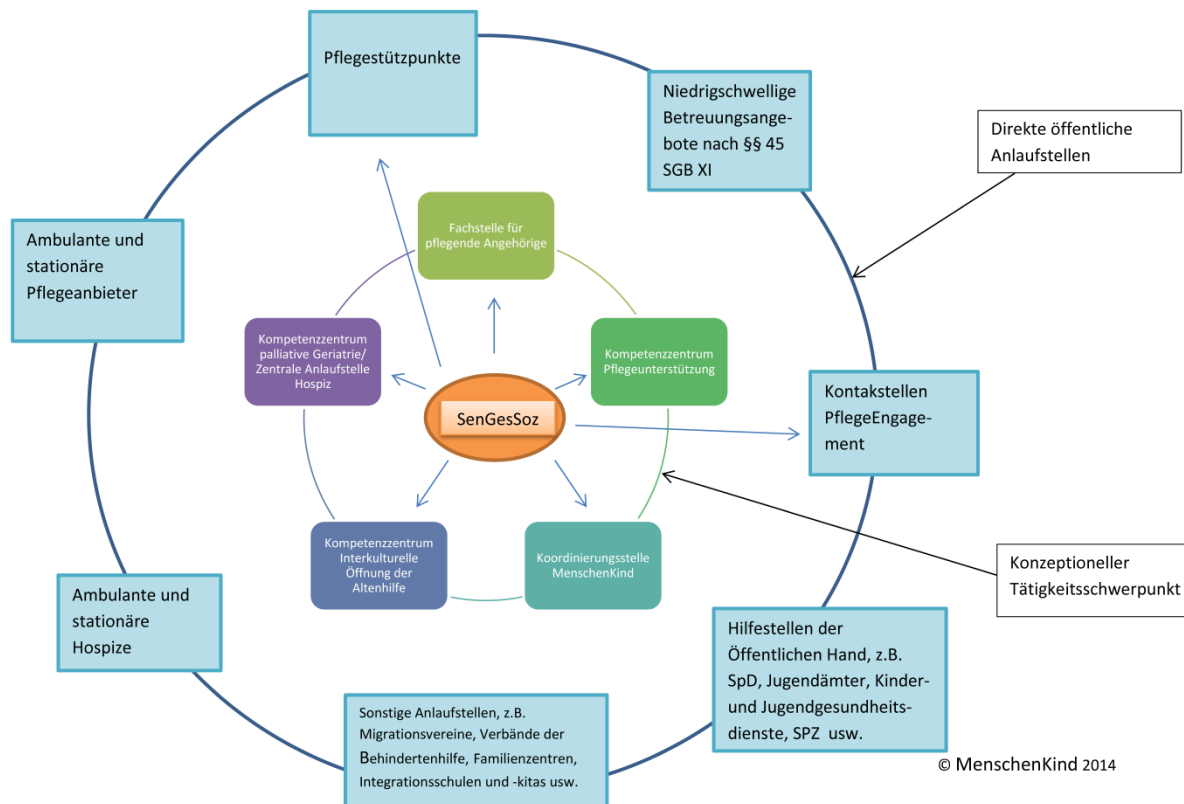 Pflegestützpunkte
Niedrigschwellige
Betreuungsange-
bote nach §§ 45
SGB XI
Direkte öffentliche
Anlaufstellen
Ambulante und
stationäre
Pflegeanbieter
Fachstelle für
pflegende Angehörige
Kompetenzzentrum
palliative Geriatrie/
Zentrale Anlaufstelle
Hospiz
Kompetenzzentrum
Pflegeunterstützung
SenGesSoz
Kontakstellen
PflegeEngage-
ment
Kompetenzzentrum
Interkulturelle
Öffnung der
Altenhilfe
Koordinierungsstelle
MenschenKind
Konzeptioneller
Tätigkeitsschwerpunkt
Ambulante und
stationäre
Hospize
Hilfestellen der
Öffentlichen Hand, z.B.
SpD, Jugendämter, Kinder-
und Jugendgesundheits-
dienste, SPZ usw.
Sonstige Anlaufstellen, z.B.
Migrationsvereine, Verbände der
Behindertenhilfe, Familienzentren,
Integrationsschulen und -kitas usw.
© MenschenKind 2014